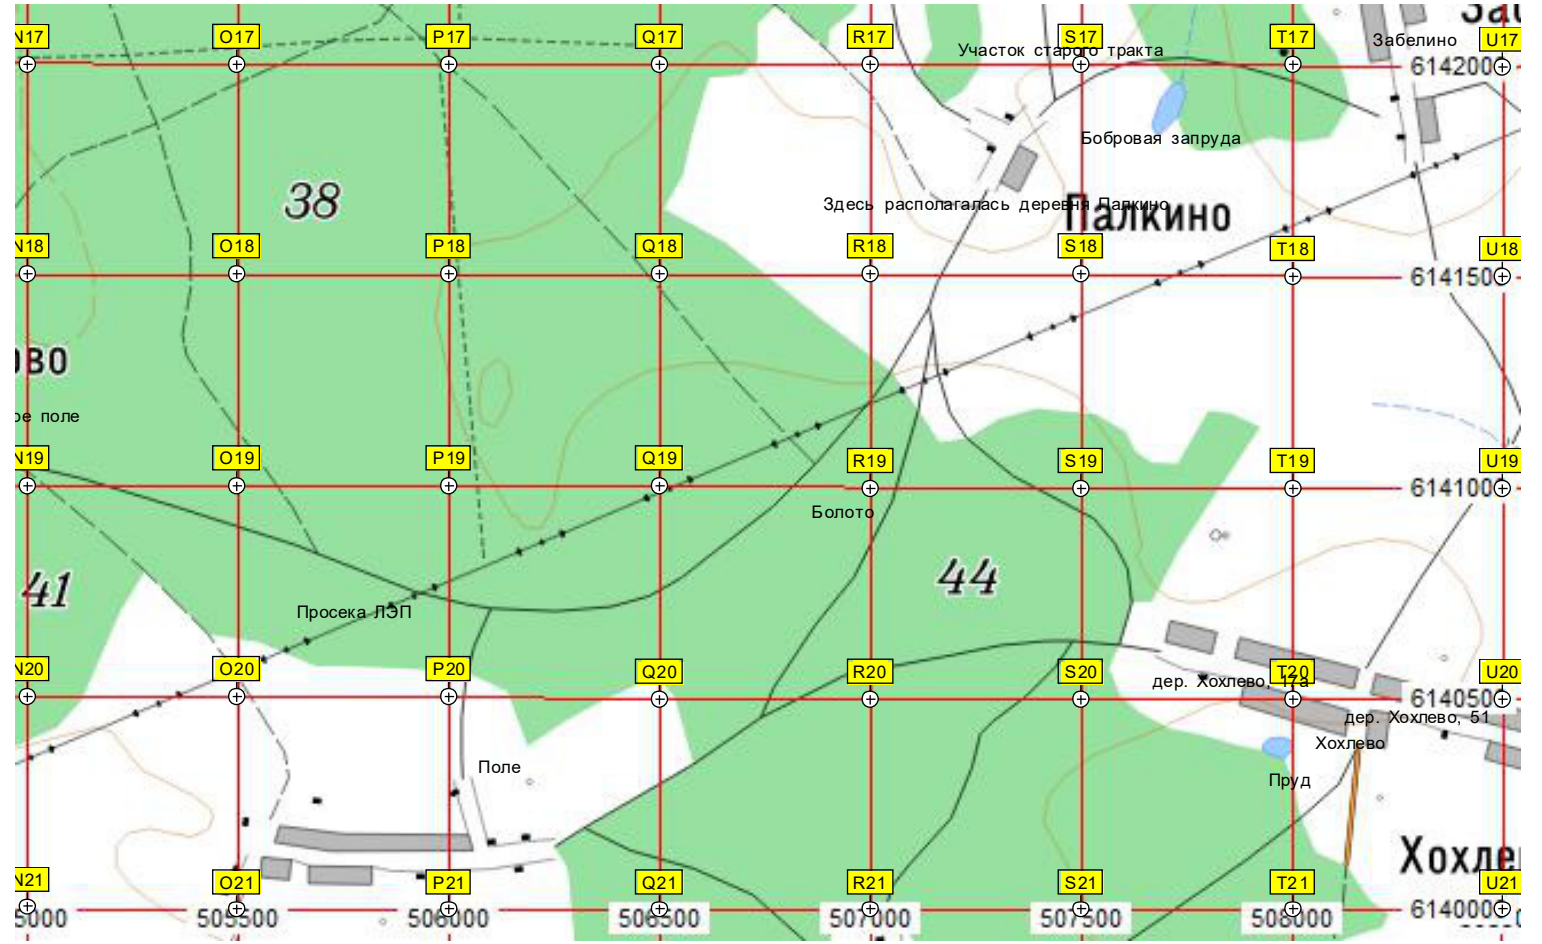 N17 O17 P17 Q17 R17 S17 T17 U17
Участок старого тракта
Забелино
614200
Бобровая запруда
38
Здесь располагалась деревня Палкино
Палкино
N18 O18 P18 Q18 R18 S18 T18 U18
614150
ово
ое поле
N19 O19 P19 Q19 R19 S19 T19 U19
614100
Болото
41
44
Просека ЛЭП
N20 O20 P20 Q20 R20 S20 T20 U20
дер. Хохлево, 17а
614050
дер. Хохлево, 51
Хохлево
Поле
Пруд
Хохле
N21 O21 P21 Q21 R21 S21 T21 U21
5000 505500 506000 506500 507000 507500 508000 614000